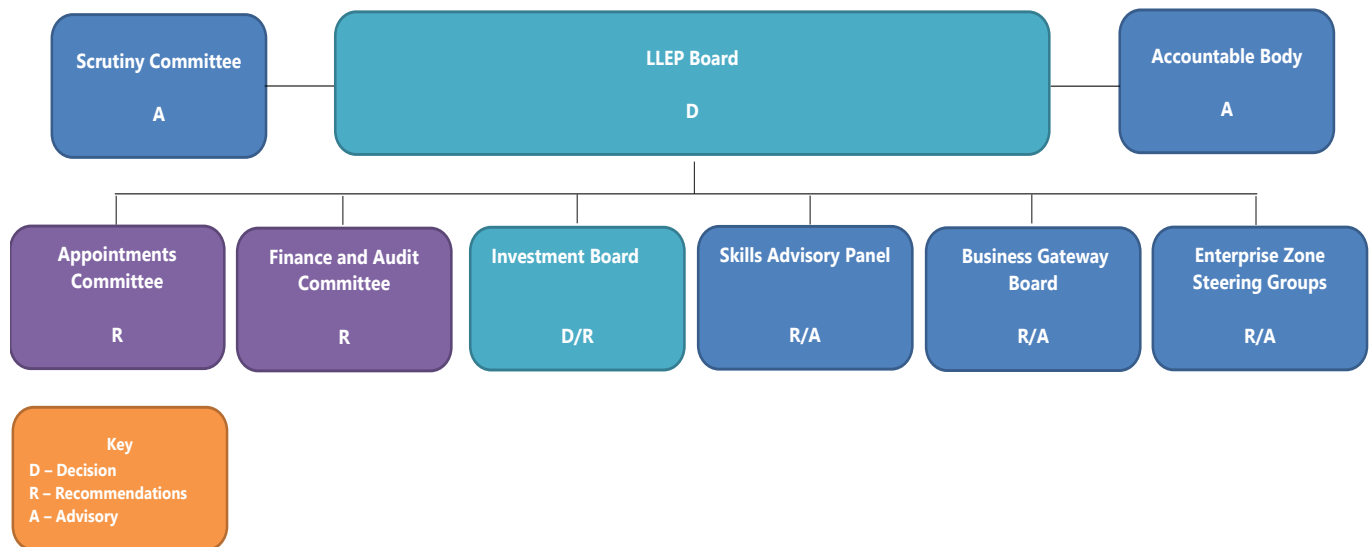 Scrutiny Committee
A
LLEP Board
D
Accountable Body
A
Appointments
Committee
R
Finance and Audit
Committee
R
Investment Board
D/R
Skills Advisory Panel
R/A
Business Gateway
Board
R/A
Enterprise Zone
Steering Groups
R/A
Key
D – Decision
R – Recommendations
A – Advisory